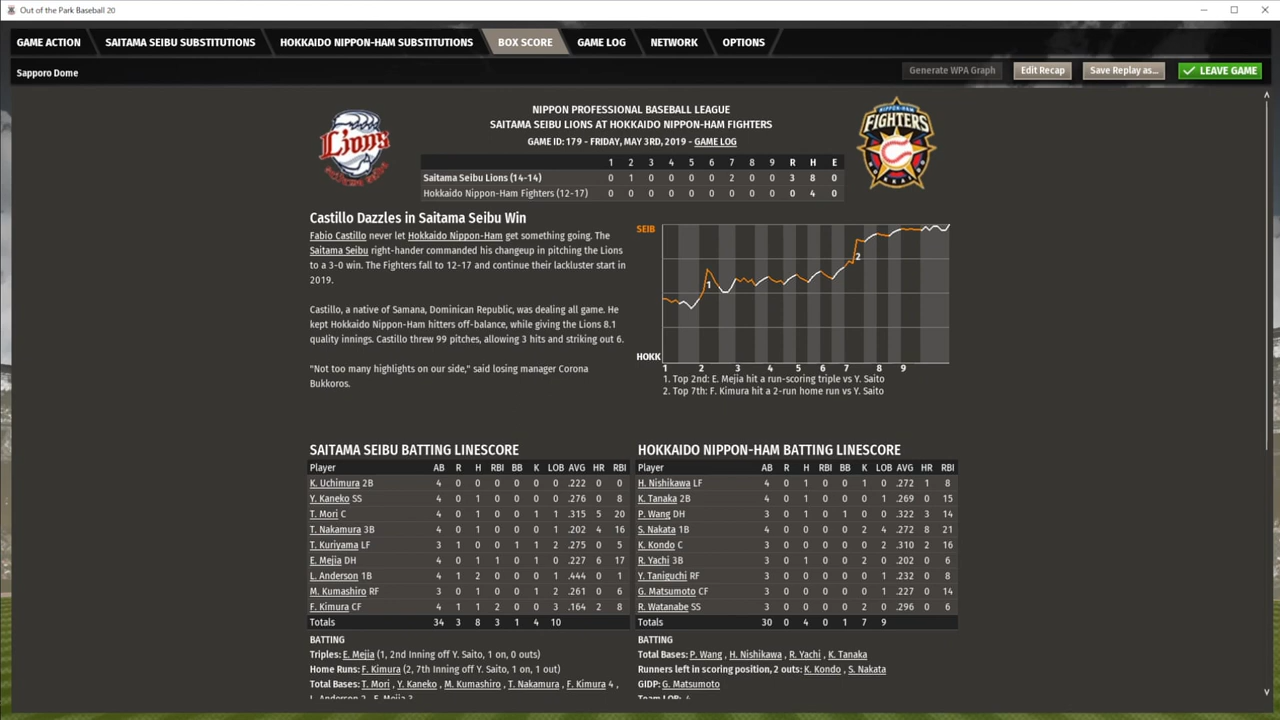 Out of the Park Baseball 20
GAME ACTION SAITAMA SEIBU SUBSTITUTIONS HOKKAIDO NIPPON-HAM SUBSTITUTIONS BOX SCORE GAME LOG NETWORK OPTIONS
Sapporo Dome Generate WPA Graph Edit Recap Save Replay as... LEAVE GAME
Lions
NIPPON-HAM
FIGHTERS
NIPPON PROFESSIONAL BASEBALL LEAGUE
SAITAMA SEIBU LIONS AT HOKKAIDO NIPPON-HAM FIGHTERS
GAME ID: 179 - FRIDAY, MAY 3RD, 2019 - GAME LOG
1 2 3 4 5 6 7 8 9 R H E
Saitama Seibu Lions (14-14) 0 1 0 0 0 0 2 0 0 3 8 0
Hokkaido Nippon-Ham Fighters (12-17) 0 0 0 0 0 0 0 0 0 0 4 0
Castillo Dazzles in Saitama Seibu Win
Fabio Castillo never let Hokkaido Nippon-Ham get something going. The
Saitama Seibu right-hander commanded his changeup in pitching the Lions
to a 3-0 win. The Fighters fall to 12-17 and continue their lackluster start in
2019.
Castillo, a native of Samana, Dominican Republic, was dealing all game. He
kept Hokkaido Nippon-Ham hitters off-balance, while giving the Lions 8.1
quality innings. Castillo threw 99 pitches, allowing 3 hits and striking out 6.
"Not too many highlights on our side," said losing manager Corona
Bukkoros.
SEIB
1
2
HOKK
1 2 3 4 5 6 7 8 9
1. Top 2nd: E. Mejia hit a run-scoring triple vs Y. Saito
2. Top 7th: F. Kimura hit a 2-run home run vs Y. Saito
SAITAMA SEIBU BATTING LINESCORE
Player AB R H RBI BB K LOB AVG HR RBI
K. Uchimura 2B 4 0 0 0 0 0 0 .222 0 0
Y. Kaneko SS 4 0 1 0 0 0 0 .276 0 8
T. Mori C 4 0 1 0 0 1 1 .315 5 20
T. Nakamura 3B 4 0 1 0 0 0 1 .202 4 16
T. Kuriyama LF 3 1 0 0 1 1 2 .275 0 5
E. Mejia DH 4 0 1 1 0 1 0 .227 6 17
L. Anderson 1B 4 1 2 0 0 0 1 .444 0 1
M. Kumashiro RF 3 0 1 0 0 1 2 .261 0 6
F. Kimura CF 4 1 1 2 0 0 3 .164 2 8
Totals 34 3 8 3 1 4 10
BATTING
Triples: E. Mejia (1, 2nd Inning off Y. Saito, 1 on, 0 outs)
Home Runs: F. Kimura (2, 7th Inning off Y. Saito, 1 on, 1 out)
Total Bases: T. Mori , Y. Kaneko , M. Kumashiro , T. Nakamura , F. Kimura 4 ,
L. Anderson 2 , E. Mejia 3
HOKKAIDO NIPPON-HAM BATTING LINESCORE
Player AB R H RBI BB K LOB AVG HR RBI
H. Nishikawa LF 4 0 1 0 0 1 0 .272 1 8
K. Tanaka 2B 4 0 1 0 0 0 1 .269 0 15
P. Wang DH 3 0 1 0 1 0 0 .322 3 14
S. Nakata 1B 4 0 0 0 0 2 4 .272 8 21
K. Kondo C 3 0 0 0 0 0 2 .310 2 16
R. Yachi 3B 3 0 1 0 0 2 0 .202 0 6
Y. Taniguchi RF 3 0 0 0 0 0 1 .232 0 8
G. Matsumoto CF 3 0 0 0 0 0 1 .227 0 14
R. Watanabe SS 3 0 0 0 0 2 0 .296 0 6
Totals 30 0 4 0 1 7 9
BATTING
Total Bases: P. Wang , H. Nishikawa , R. Yachi , K. Tanaka
Runners left in scoring position, 2 outs: K. Kondo , S. Nakata
GIDP: G. Matsumoto
Team LOB: 4